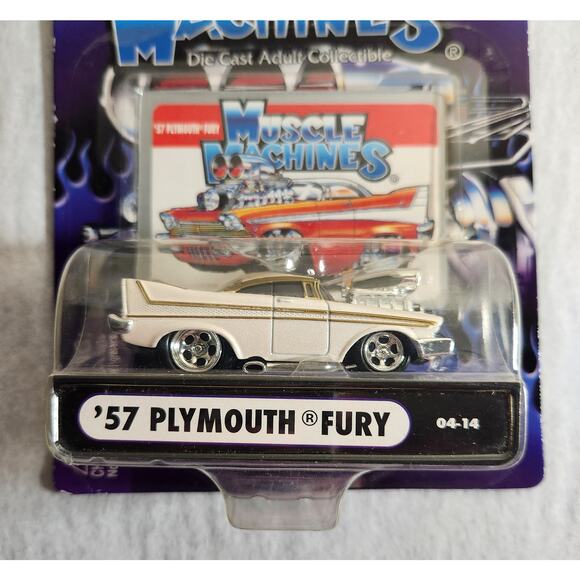 MACHINES®
Die Cast Adult Collectible
'57 PLYMOUTH® FURY
MUSCLE
MACHINES®
'57 PLYMOUTH® FURY
04-14